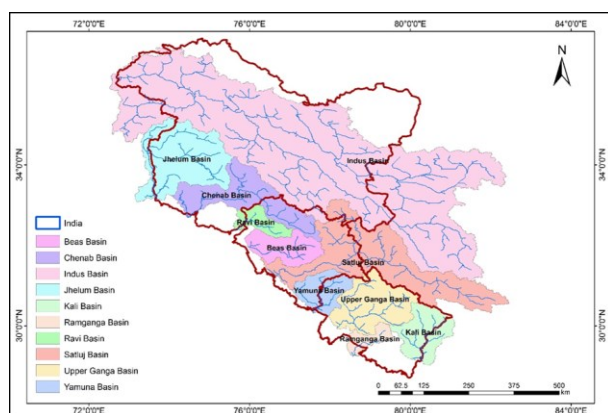 72°0'0"E 76°0'0"E 80°0'0"E 84°0'0"E
N
34°0'0"N
34°0'0"N
Indus Basin
Jhelum Basin
Chenab Basin
Ravi Basin
Beas Basin
Satluj Basin
Yamuna Basin
Upper Ganga Basin
Ramganga Basin
Kali Basin
30°0'0"N
30°0'0"N
India
Beas Basin
Chenab Basin
Indus Basin
Jhelum Basin
Kali Basin
Ramganga Basin
Ravi Basin
Satluj Basin
Upper Ganga Basin
Yamuna Basin
0 62.5 125 250 375 500
km
72°0'0"E 76°0'0"E 80°0'0"E 84°0'0"E